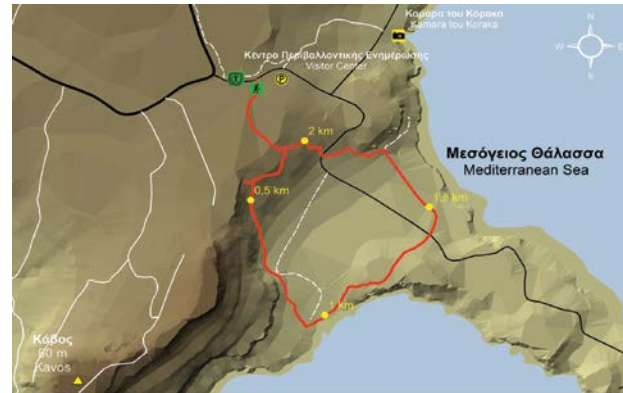 Καμάρα του Κόρακα
Kamara tou Koraka
N
W E
S
Κέντρο Περιβαλλοντικής Ενημέρωσης
Visitor Center
P
2 km
Μεσόγειος Θάλασσα
Mediterranean Sea
0,5 km
1,5 km
1 km
Κάβος
80 m
Kavos